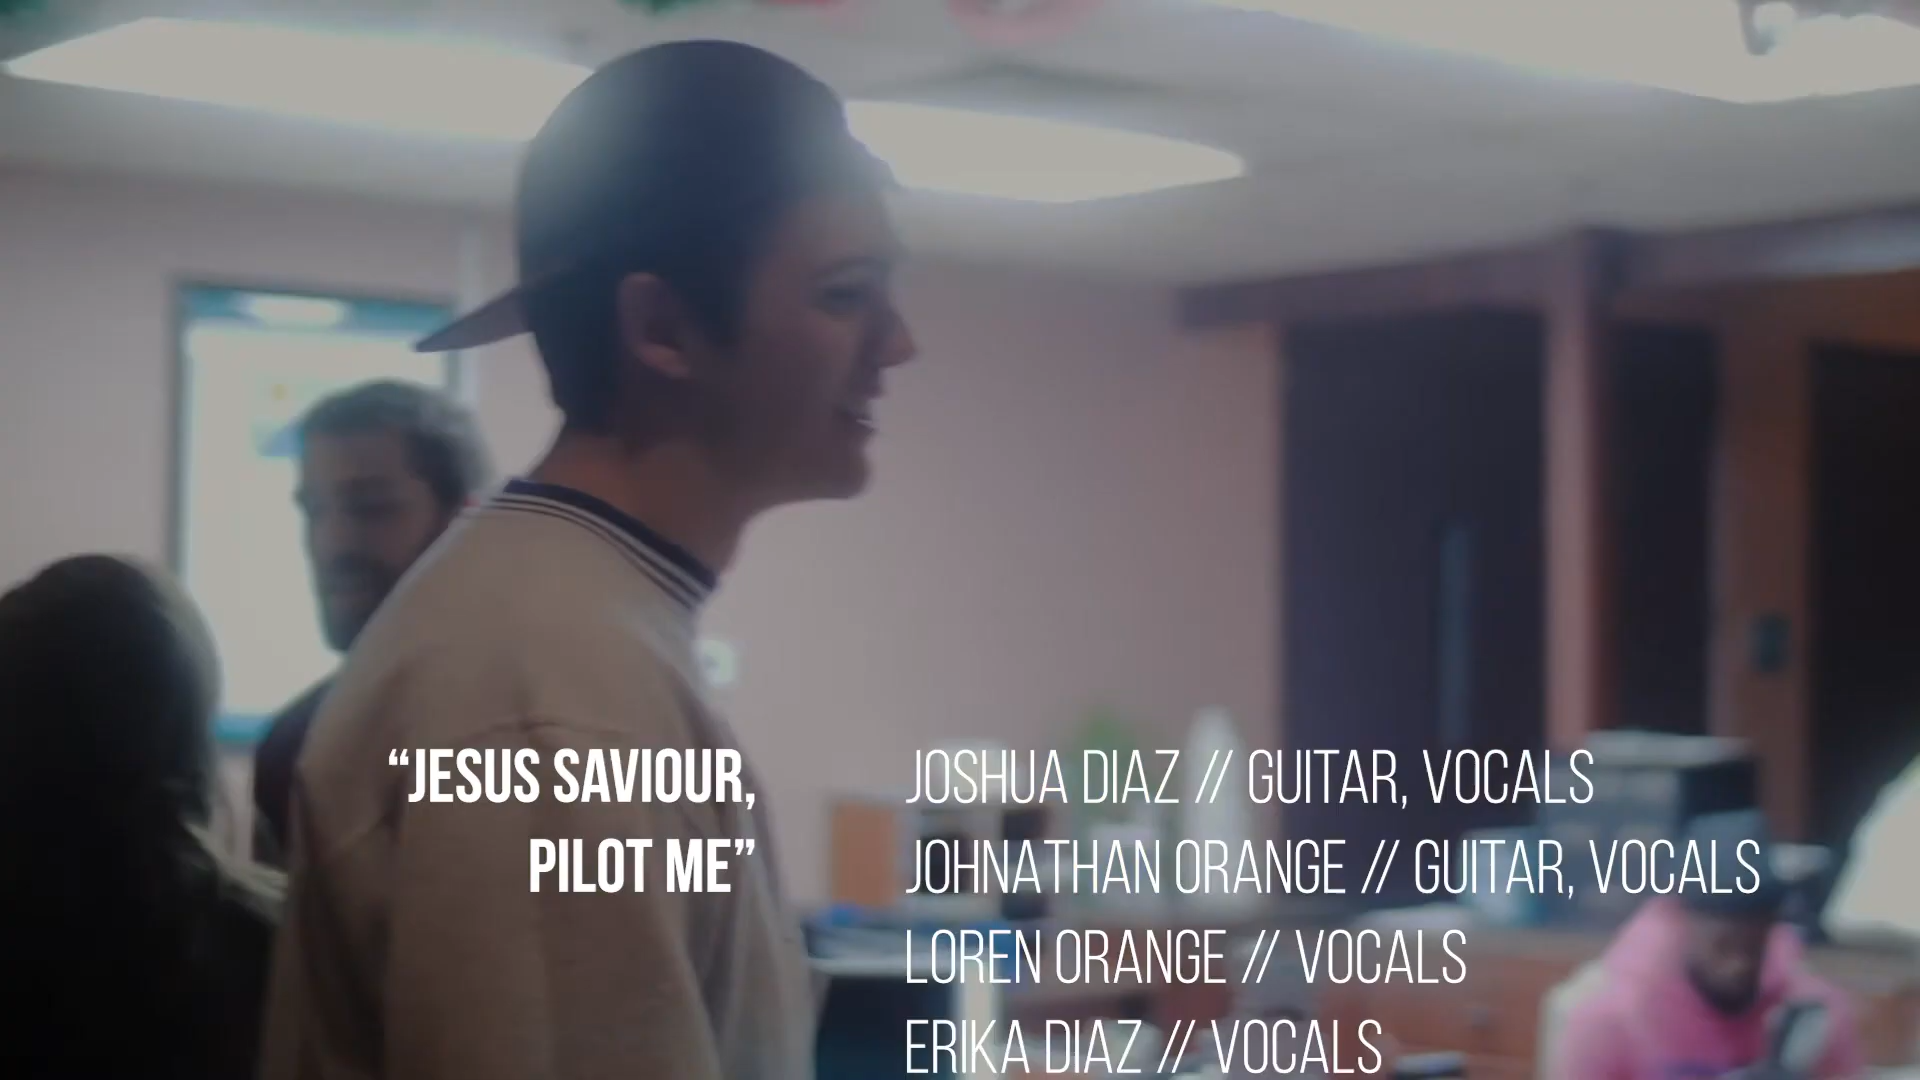 “JESUS SAVIOUR,
PILOT ME”
JOSHUA DIAZ // GUITAR, VOCALS
JOHNATHAN ORANGE // GUITAR, VOCALS
LOREN ORANGE // VOCALS
ERIKA DIAZ // VOCALS